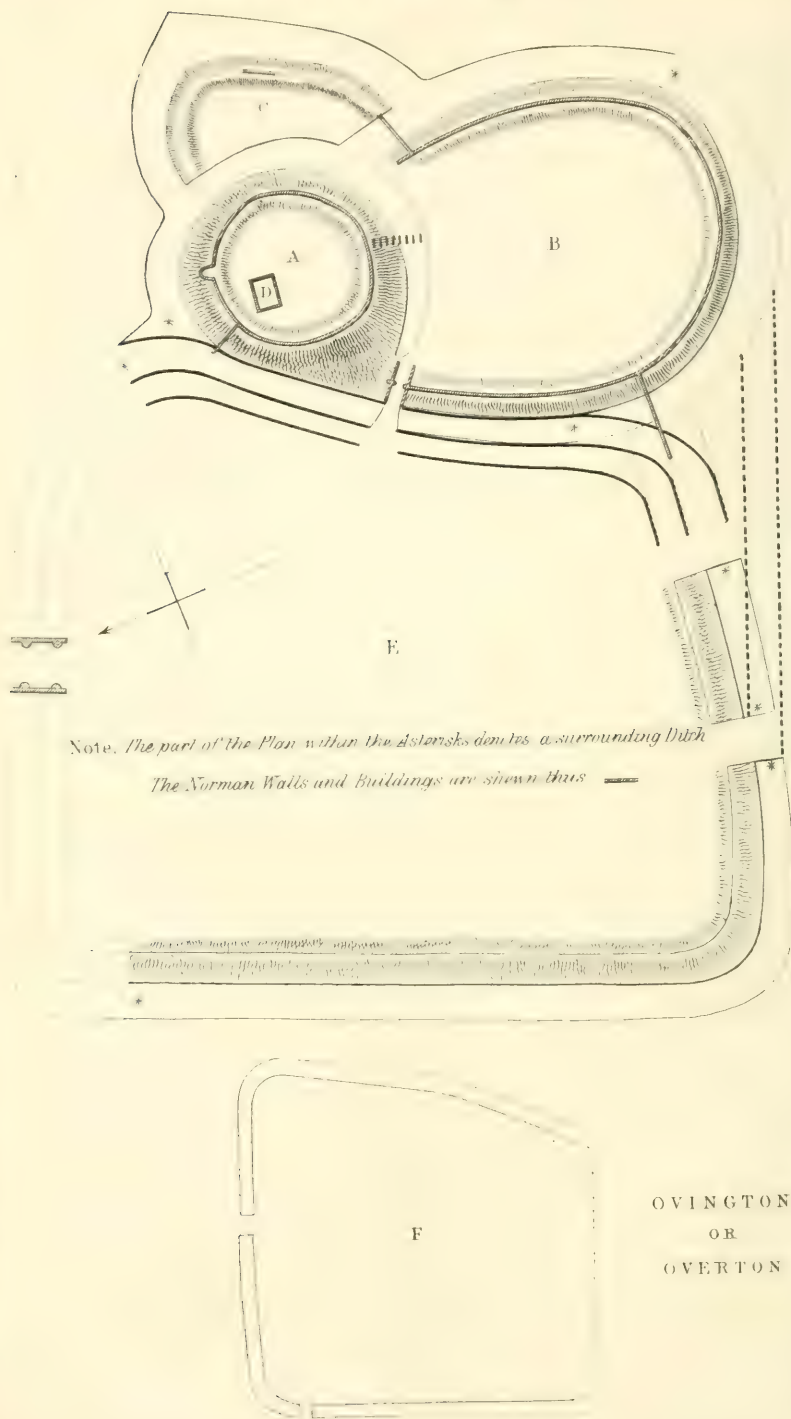 C
A
B
D
E
Note. The part of the Plan within the Asterisks denotes a surrounding Ditch
The Norman Walls and Buildings are shewn thus
F
OVINGTON
OR
OVERTON